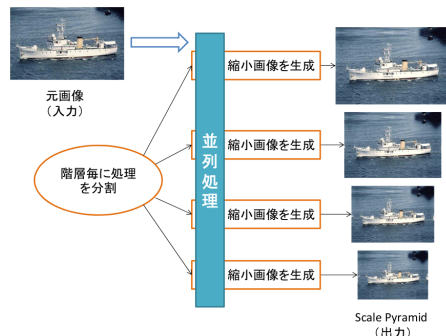 元画像
（入力）
階層毎に処理
を分割
並列処理
縮小画像を生成
縮小画像を生成
縮小画像を生成
縮小画像を生成
Scale Pyramid
（出力）